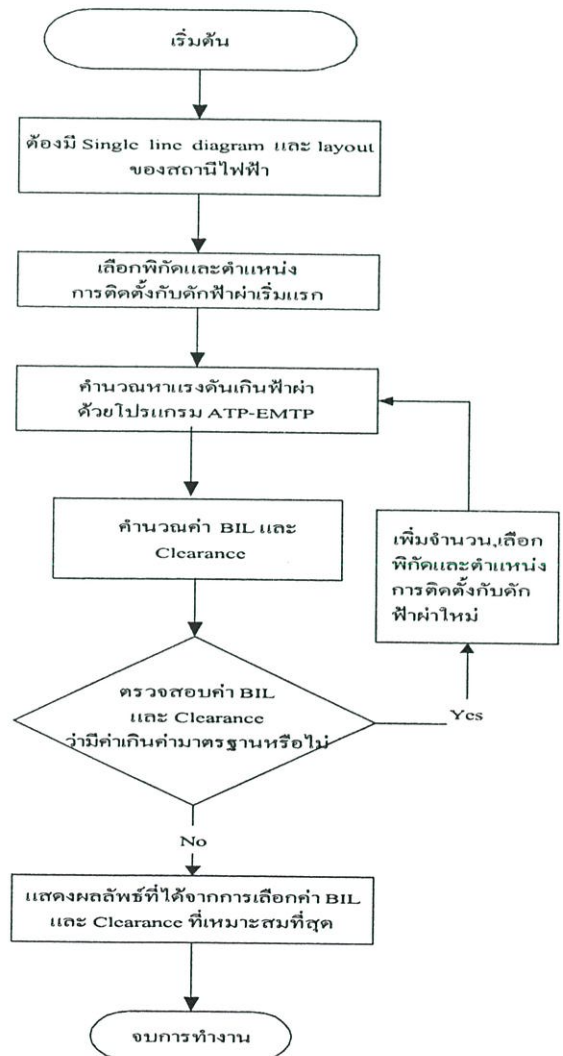 เริ่มต้น
ต้องมี Single line diagram และ layout
ของสถานีไฟฟ้า
เลือกพิกัดและตำแหน่ง
การติดตั้งกับดักฟ้าผ่าเริ่มแรก
คำนวณหาแรงดันเกินฟ้าผ่า
ด้วยโปรแกรม ATP-EMTP
คำนวณค่า BIL และ
Clearance
เพิ่มจำนวน,เลือก
พิกัดและตำแหน่ง
การติดตั้งกับดัก
ฟ้าผ่าใหม่
ตรวจสอบค่า BIL
และ Clearance
ว่ามีค่าเกินค่ามาตรฐานหรือไม่
Yes
No
แสดงผลลัพธ์ที่ได้จากการเลือกค่า BIL
และ Clearance ที่เหมาะสมที่สุด
จบการทำงาน